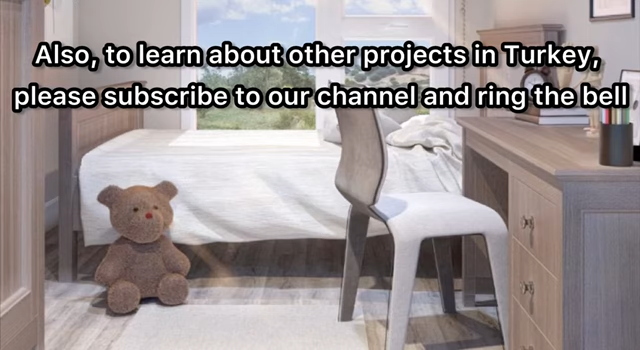 Also, to learn about other projects in Turkey,
please subscribe to our channel and ring the bell